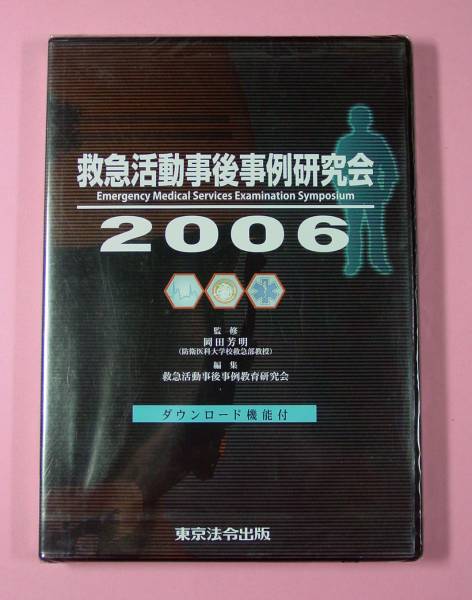 救急活動事後事例研究会
Emergency Medical Services Examination Symposium
2006
監修
岡田芳明
(防衛医科大学校救急部教授)
編集
救急活動事後事例教育研究会
ダウンロード機能付
東京法令出版